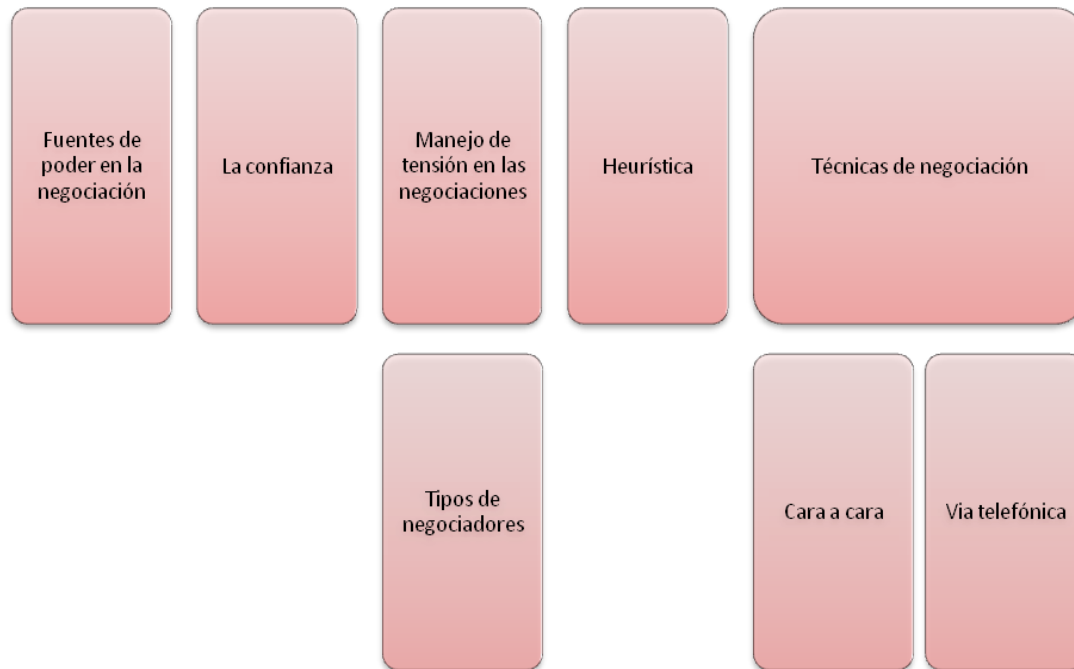 Fuentes de
poder en la
negociación
La confianza
Manejo de
tensión en las
negociaciones
Heurística
Técnicas de negociación
Tipos de
negociadores
Cara a cara
Via telefónica